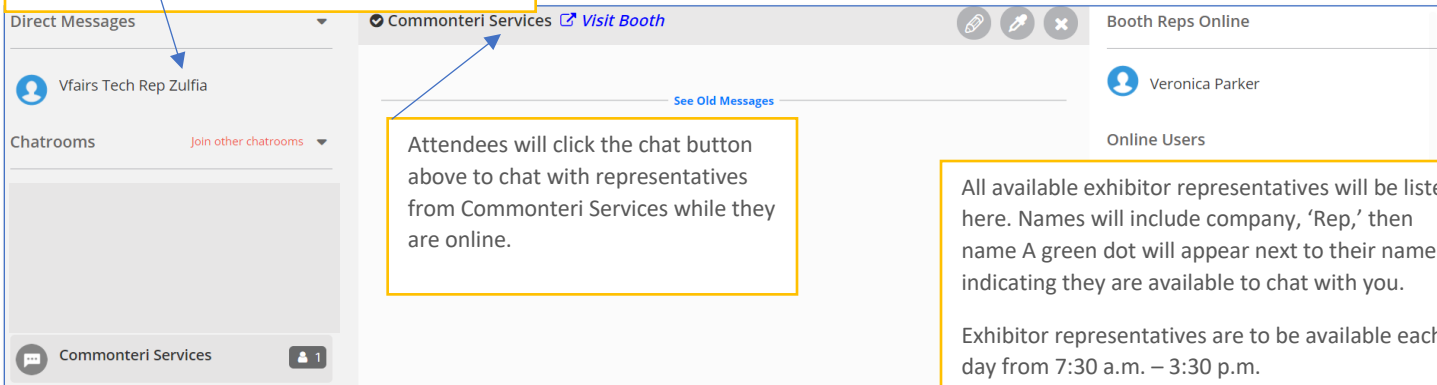 Direct Messages
Vfairs Tech Rep Zulfia
Chatrooms Join other chatrooms
Commonteri Services 1
Commonteri Services Visit Booth
See Old Messages
Attendees will click the chat button
above to chat with representatives
from Commonteri Services while they
are online.
Booth Reps Online
Veronica Parker
Online Users
All available exhibitor representatives will be liste
here. Names will include company, ‘Rep,’ then
name A green dot will appear next to their name
indicating they are available to chat with you.
Exhibitor representatives are to be available each
day from 7:30 a.m. – 3:30 p.m.